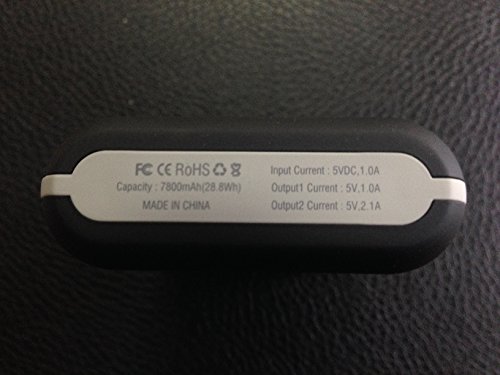 FC CE RoHS
Capacity : 7800mAh(28.8Wh)
MADE IN CHINA
Input Current : 5VDC,1.0A
Output1 Current : 5V,1.0A
Output2 Current : 5V,2.1A